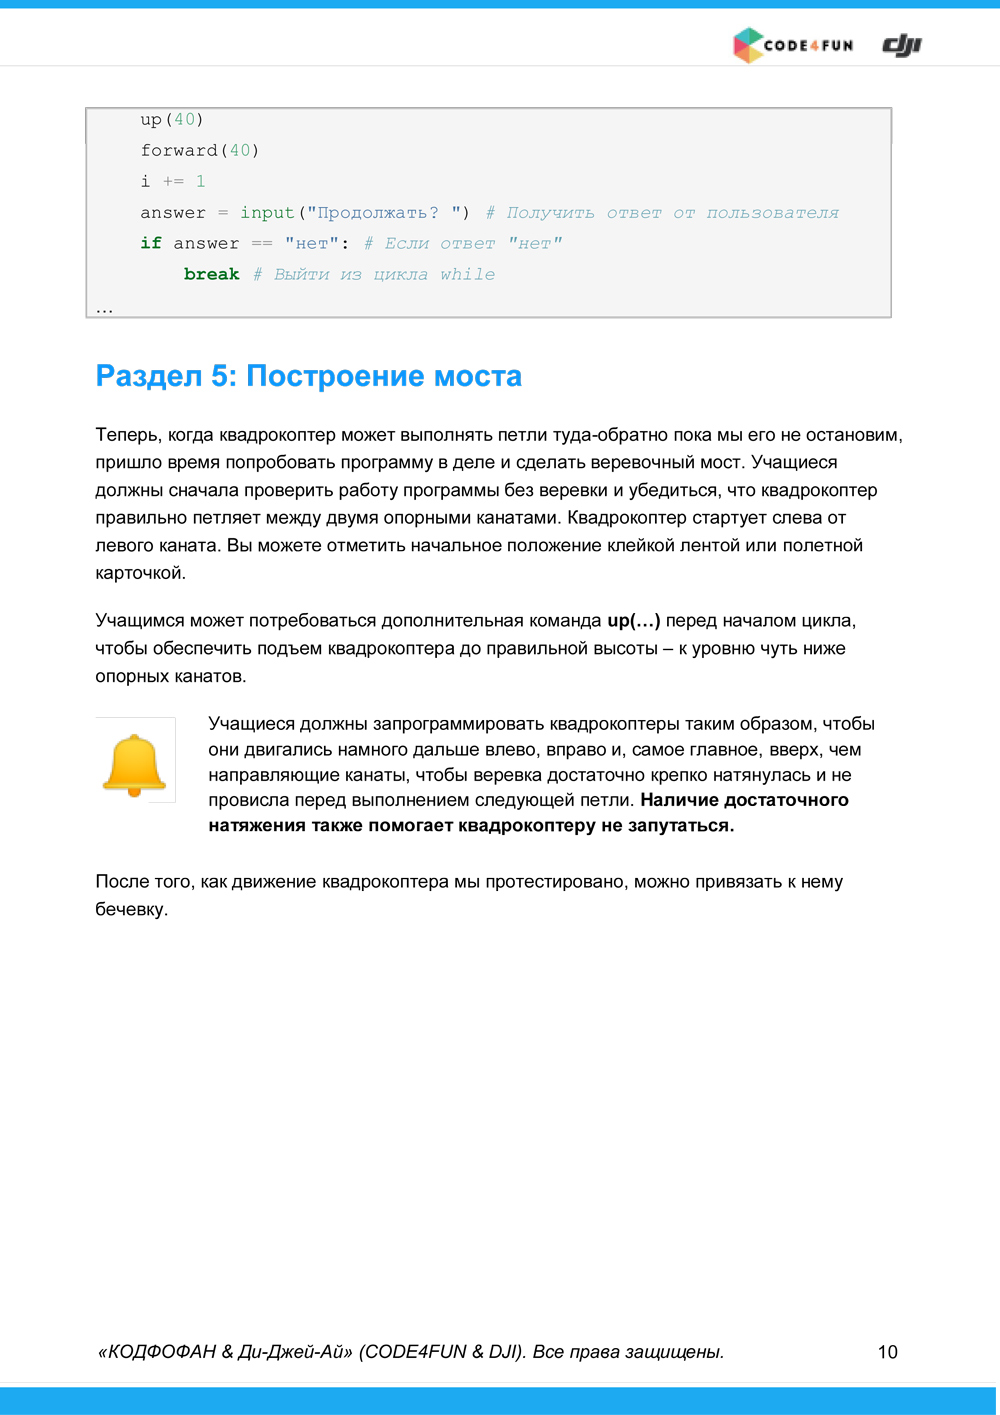 CODE4FUN dji
up(40)
forward(40)
i += 1
answer = input("Продолжать? ") # Получить ответ от пользователя
if answer == "нет": # Если ответ "нет"
break # Выйти из цикла while
...
Раздел 5: Построение моста
Теперь, когда квадрокоптер может выполнять петли туда-обратно пока мы его не остановим,
пришло время попробовать программу в деле и сделать веревочный мост. Учащиеся
должны сначала проверить работу программы без веревки и убедиться, что квадрокоптер
правильно петляет между двумя опорными канатами. Квадрокоптер стартует слева от
левого каната. Вы можете отметить начальное положение клейкой лентой или полетной
карточкой.
Учащимся может потребоваться дополнительная команда up(…) перед началом цикла,
чтобы обеспечить подъем квадрокоптера до правильной высоты – к уровню чуть ниже
опорных канатов.
Учащиеся должны запрограммировать квадрокоптеры таким образом, чтобы
они двигались намного дальше влево, вправо и, самое главное, вверх, чем
направляющие канаты, чтобы веревка достаточно крепко натянулась и не
провисла перед выполнением следующей петли. Наличие достаточного
натяжения также помогает квадрокоптеру не запутаться.
После того, как движение квадрокоптера мы протестировано, можно привязать к нему
бечевку.
«КОДФОФАН & Ди-Джей-Ай» (CODE4FUN & DJI). Все права защищены. 10